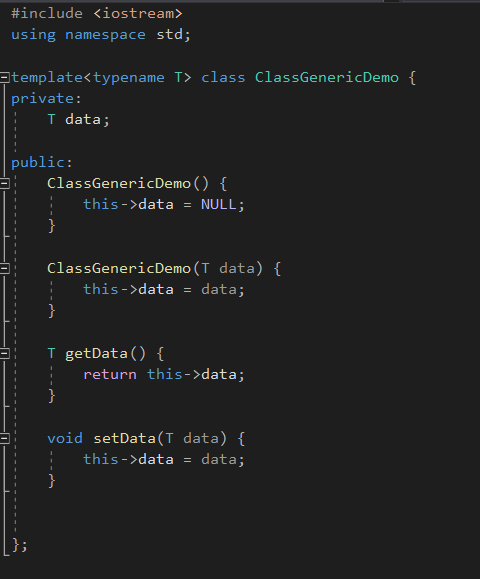 #include <iostream>
using namespace std;
template<typename T> class ClassGenericDemo {
private:
T data;
public:
ClassGenericDemo() {
this->data = NULL;
}
ClassGenericDemo(T data) {
this->data = data;
}
T getData() {
return this->data;
}
void setData(T data) {
this->data = data;
}
};